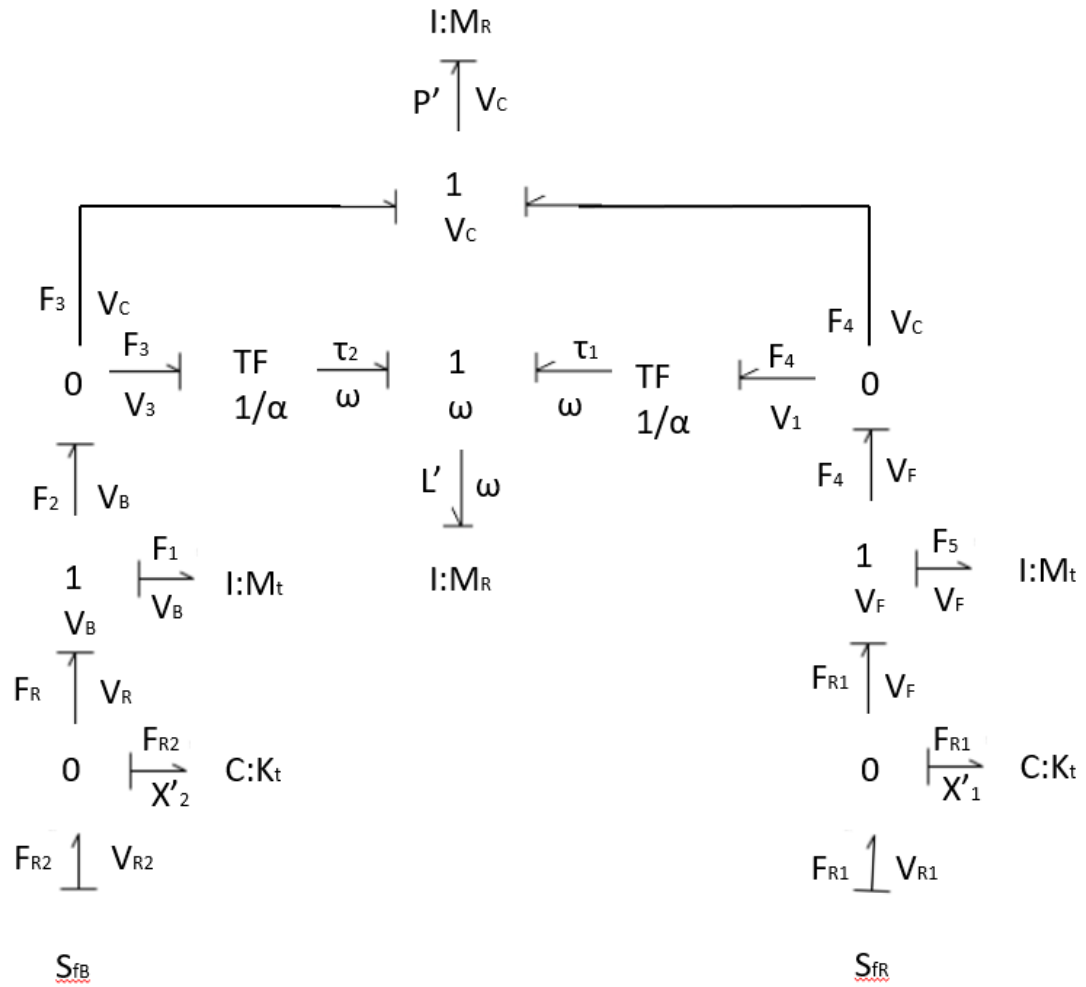 I:MR
P’ VC
1
VC
F3 VC
F4 VC
F3 τ2 τ1 F4
0 TF 1 TF 0
V3 1/α ω ω ω 1/α V1
F2 VB
L’ ω
F4 VF
F1
1 I:Mt
VB VB
I:MR
F5
1 I:Mt
VF VF
FR VR
FR1 VF
FR2
0 C:Kt
X’2
FR1
0 C:Kt
X’1
FR2 VR2
FR1 VR1
SfB
SfR